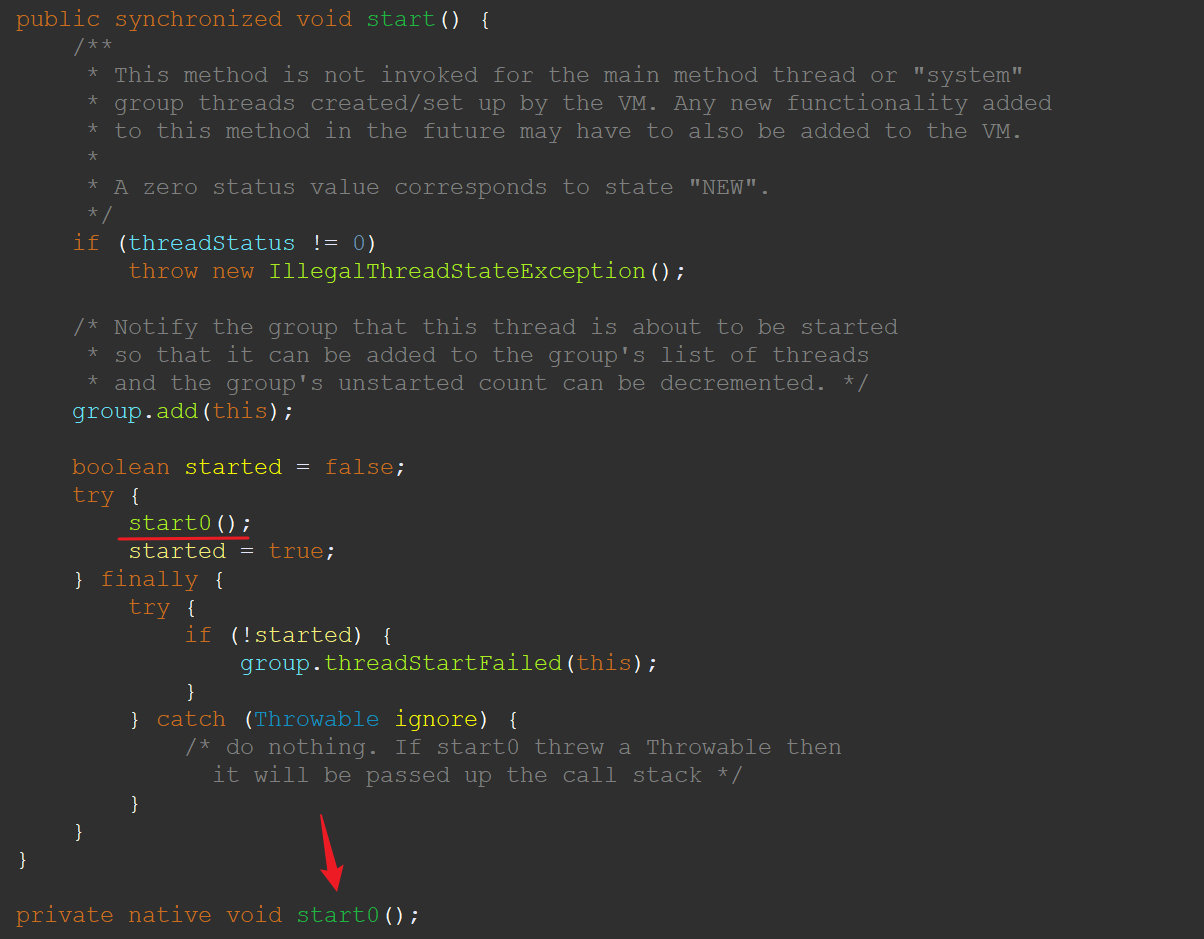 public synchronized void start() {
/**
* This method is not invoked for the main method thread or "system"
* group threads created/set up by the VM. Any new functionality added
* to this method in the future may have to also be added to the VM.
*
* A zero status value corresponds to state "NEW".
*/
if (threadStatus != 0)
throw new IllegalThreadStateException();
/* Notify the group that this thread is about to be started
* so that it can be added to the group's list of threads
* and the group's unstarted count can be decremented. */
group.add(this);
boolean started = false;
try {
start0();
started = true;
} finally {
try {
if (!started) {
group.threadStartFailed(this);
}
} catch (Throwable ignore) {
/* do nothing. If start0 threw a Throwable then
it will be passed up the call stack */
}
}
}
private native void start0();